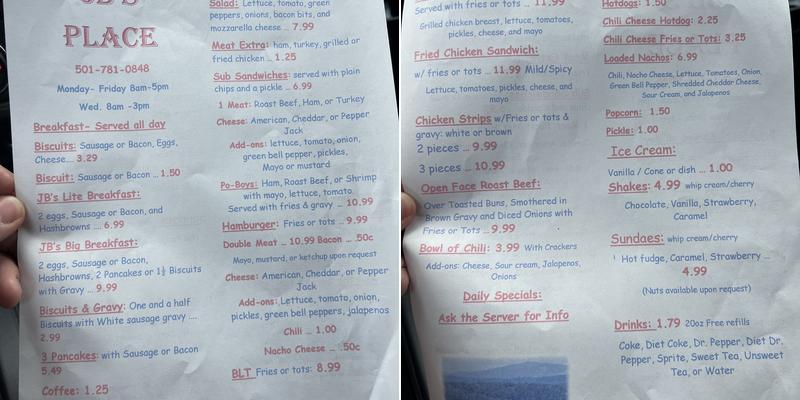 JB'S
PLACE
501-781-0848
Monday- Friday 8am-5pm
Wed. 8am -3pm
Breakfast- Served all day
Biscuits: Sausage or Bacon, Eggs,
Cheese... 3.29
Biscuit: Sausage or Bacon ... 1.50
JB's Lite Breakfast:
2 eggs, Sausage or Bacon, and
Hashbrowns .... 6.99
JB's Big Breakfast:
2 eggs, Sausage or Bacon,
Hashbrowns, 2 Pancakes or 1½ Biscuits
with Gravy ... 9.99
Biscuits & Gravy: One and a half
Biscuits with White sausage gravy ....
2.99
3 Pancakes: with Sausage or Bacon
5.49
Coffee: 1.25
Salad: Lettuce, tomato, green
peppers, onions, bacon bits, and
mozzarella cheese ... 7.99
Meat Extra: ham, turkey, grilled or
fried chicken ... 1.25
Sub Sandwiches: served with plain
chips and a pickle ... 6.99
1 Meat: Roast Beef, Ham, or Turkey
Cheese: American, Cheddar, or Pepper
Jack
Add-ons: lettuce, tomato, onion,
green bell pepper, pickles,
Mayo or mustard
Po-Boys: Ham, Roast Beef, or Shrimp
with mayo, lettuce, tomato.
Served with fries & gravy ... 10.99
Hamburger: Fries or tots ... 9.99
Double Meat ... 10.99 Bacon ... .50c
Mayo, mustard, or ketchup upon request
Cheese: American, Cheddar, or Pepper
Jack
Add-ons: Lettuce, tomato, onion,
pickles, green bell peppers, jalapenos
Chili ... 1.00
Nacho Cheese ... .50c
BLT Fries or tots: 8.99
Served with fries or tots ... 11.99
Grilled chicken breast, lettuce, tomatoes,
pickles, cheese, and mayo
Fried Chicken Sandwich:
w/ fries or tots ... 11.99 Mild/Spicy
Lettuce, tomatoes, pickles, cheese, and
mayo
Chicken Strips w/Fries or tots &
gravy: white or brown
2 pieces ... 9.99
3 pieces ... 10.99
Open Face Roast Beef:
Over Toasted Buns, Smothered in
Brown Gravy and Diced Onions with
Fries or Tots ... 9.99
Bowl of Chili: 3.99 With Crackers
Add-ons: Cheese, Sour cream, Jalapenos,
Onions
Daily Specials:
Ask the Server for Info
Hotdogs: 1.50
Chili Cheese Hotdog: 2.25
Chili Cheese Fries or Tots: 3.25
Loaded Nachos: 6.99
Chili, Nacho Cheese, Lettuce, Tomatoes, Onion,
Green Bell Pepper, Shredded Cheddar Cheese,
Sour Cream, and Jalapenos
Popcorn: 1.50
Pickle: 1.00
Ice Cream:
Vanilla / Cone or dish ... 1.00
Shakes: 4.99 whip cream/cherry
Chocolate, Vanilla, Strawberry,
Caramel
Sundaes: whip cream/cherry
Hot fudge, Caramel, Strawberry ...
4.99
(Nuts available upon request)
Drinks: 1.79 20oz Free refills
Coke, Diet Coke, Dr. Pepper, Diet Dr.
Pepper, Sprite, Sweet Tea, Unsweet
Tea, or Water